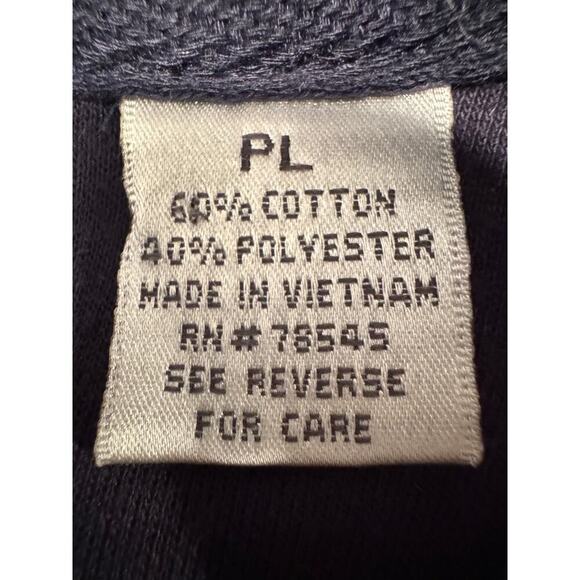 PL
60% COTTON
40% POLYESTER
MADE IN VIETNAM
RN# 78545
SEE REVERSE
FOR CARE